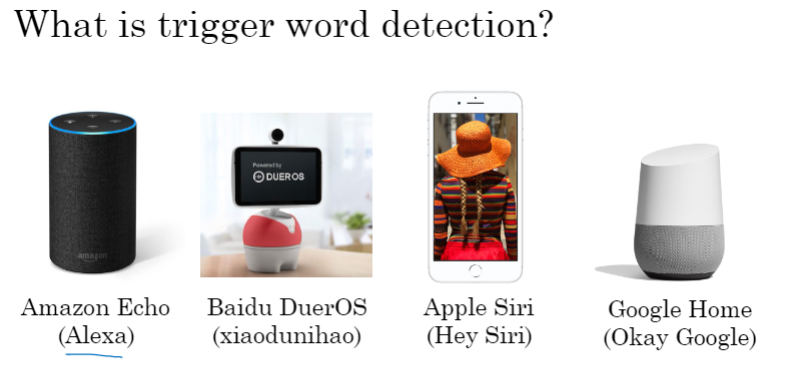 What is trigger word detection?
amazon
Powered by
DUEROS
Amazon Echo
(Alexa)
Baidu DuerOS
(xiaodunihao)
Apple Siri
(Hey Siri)
Google Home
(Okay Google)